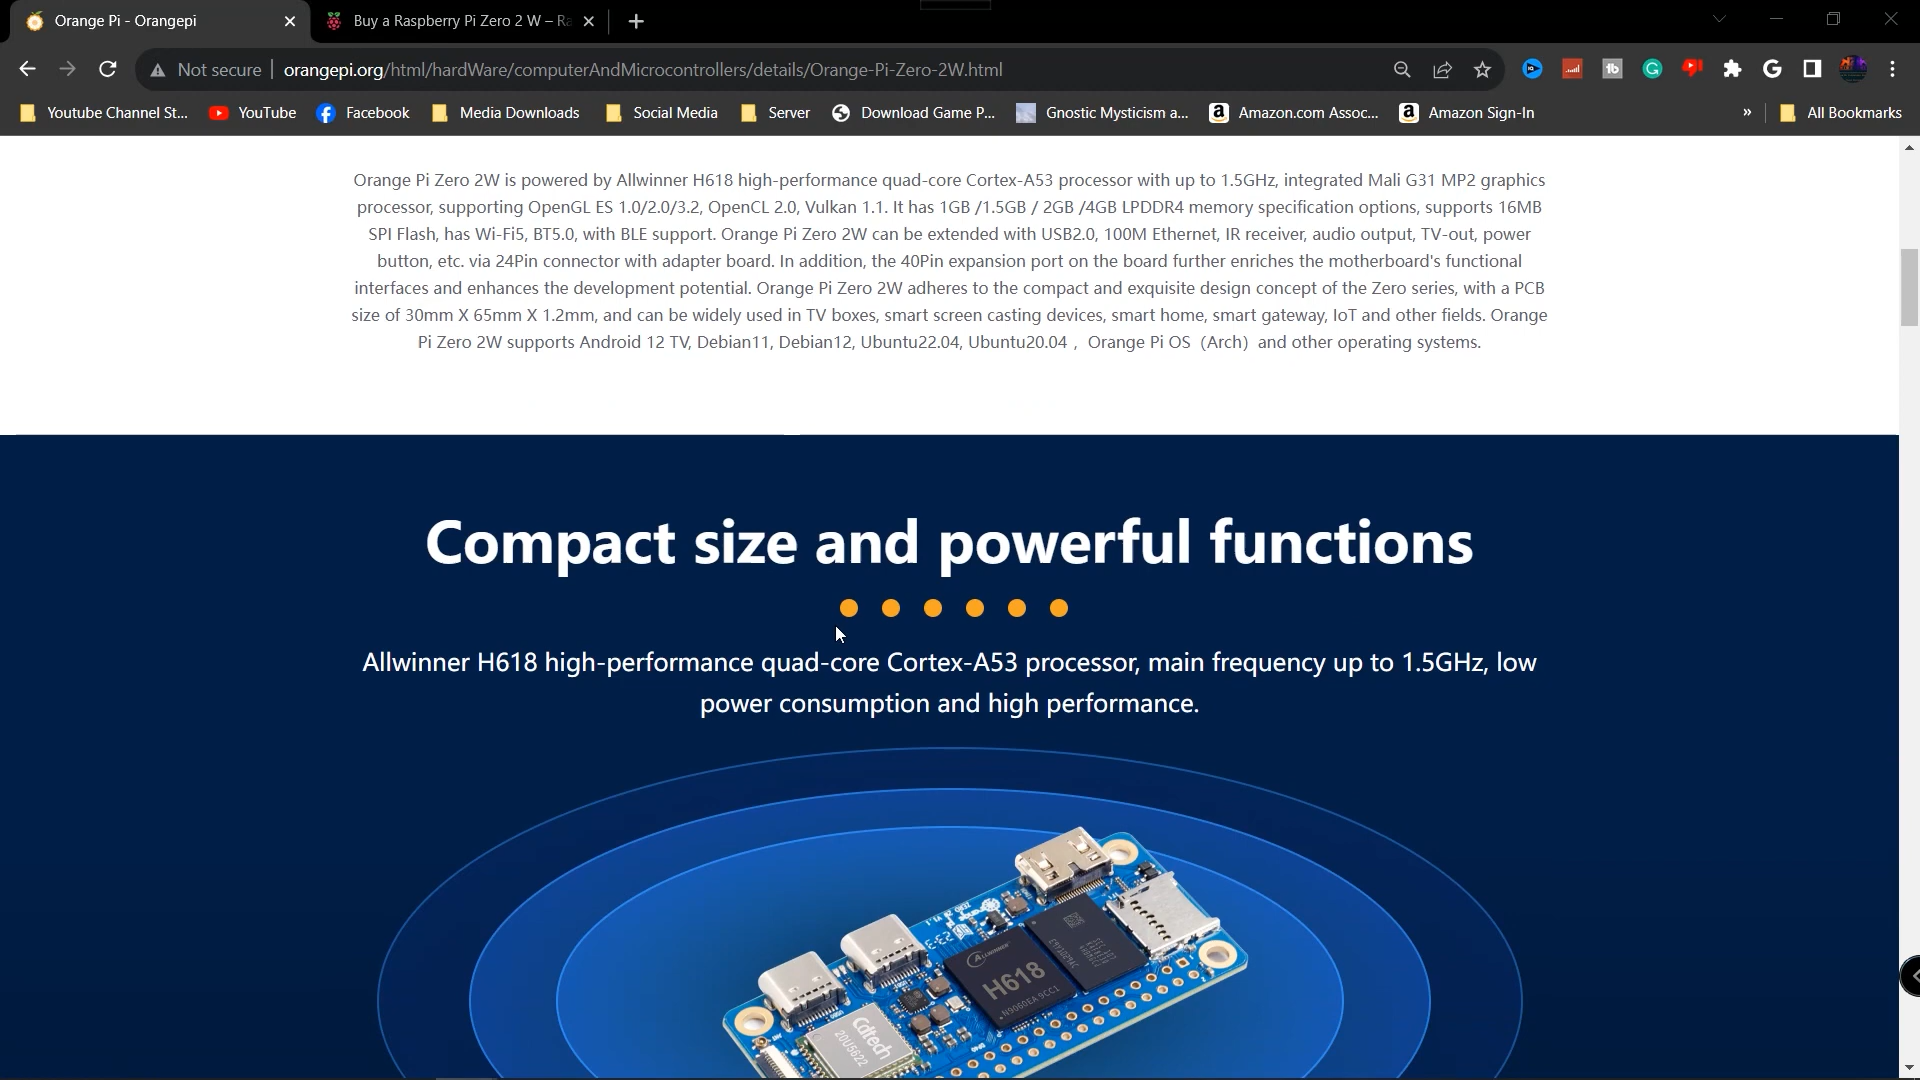 Orange Pi - Orangepi
Buy a Raspberry Pi Zero 2 W – Ra
Not secure
orangepi.org/html/hardWare/computerAndMicrocontrollers/details/Orange-Pi-Zero-2W.html
Youtube Channel St...
YouTube
Facebook
Media Downloads
Social Media
Server
Download Game P...
Gnostic Mysticism a...
Amazon.com Assoc...
Amazon Sign-In
»
All Bookmarks
Orange Pi Zero 2W is powered by Allwinner H618 high-performance quad-core Cortex-A53 processor with up to 1.5GHz, integrated Mali G31 MP2 graphics
processor, supporting OpenGL ES 1.0/2.0/3.2, OpenCL 2.0, Vulkan 1.1. It has 1GB /1.5GB / 2GB /4GB LPDDR4 memory specification options, supports 16MB
SPI Flash, has Wi-Fi5, BT5.0, with BLE support. Orange Pi Zero 2W can be extended with USB2.0, 100M Ethernet, IR receiver, audio output, TV-out, power
button, etc. via 24Pin connector with adapter board. In addition, the 40Pin expansion port on the board further enriches the motherboard's functional
interfaces and enhances the development potential. Orange Pi Zero 2W adheres to the compact and exquisite design concept of the Zero series, with a PCB
size of 30mm X 65mm X 1.2mm, and can be widely used in TV boxes, smart screen casting devices, smart home, smart gateway, IoT and other fields. Orange
Pi Zero 2W supports Android 12 TV, Debian11, Debian12, Ubuntu22.04, Ubuntu20.04 ，Orange Pi OS（Arch）and other operating systems.
Compact size and powerful functions
Allwinner H618 high-performance quad-core Cortex-A53 processor, main frequency up to 1.5GHz, low
power consumption and high performance.
ALLWINNER
H618
Cdtech
20U5622